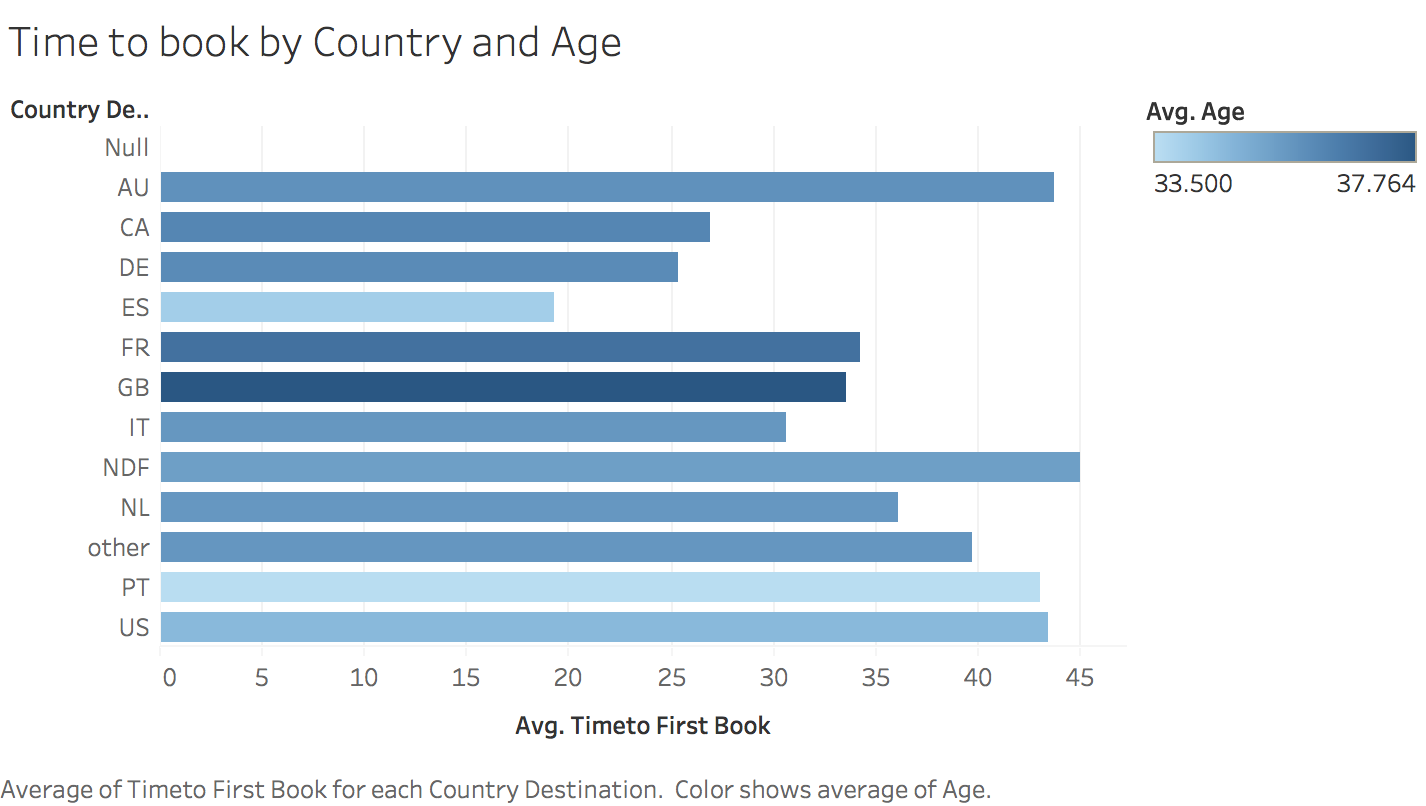 Time to book by Country and Age
Country De..
Avg. Age
33.500 37.764
Null
AU
CA
DE
ES
FR
GB
IT
NDF
NL
other
PT
US
0 5 10 15 20 25 30 35 40 45
Avg. Timeto First Book
Average of Timeto First Book for each Country Destination. Color shows average of Age.